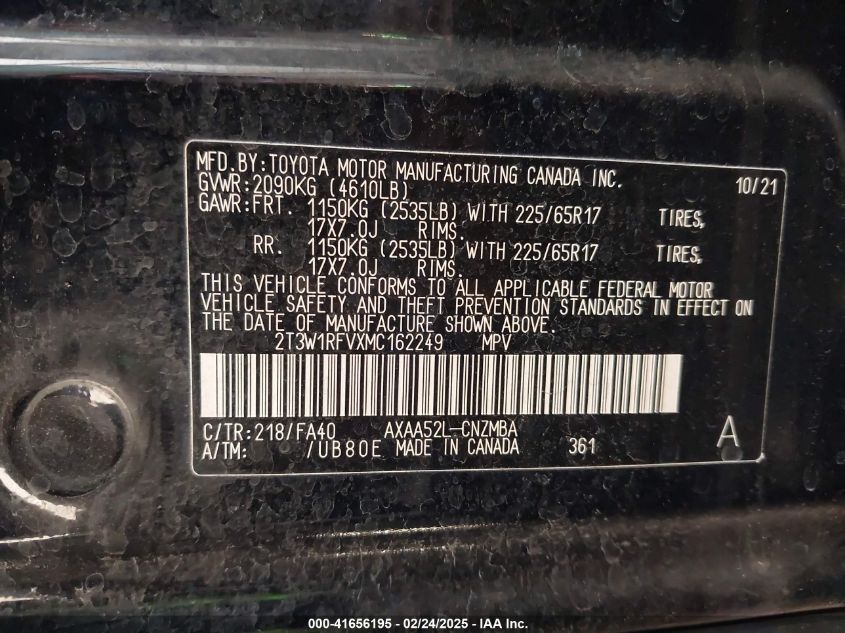 MFD.BY:TOYOTA MOTOR MANUFACTURING CANADA INC. 10/21
GVWR:2090KG (4610LB)
GAWR:FRT. 1150KG (2535LB) WITH 225/65R17 TIRES,
17X7.0J RIMS.
RR. 1150KG (2535LB) WITH 225/65R17 TIRES,
17X7.0J RIMS.
THIS VEHICLE CONFORMS TO ALL APPLICABLE FEDERAL MOTOR
VEHICLE SAFETY AND THEFT PREVENTION STANDARDS IN EFFECT ON
THE DATE OF MANUFACTURE SHOWN ABOVE.
2T3W1RFVXMC162249 MPV
C/TR:218/FA40 AXAA52L-CNZMBA A
A/TM: /UB80E MADE IN CANADA 361
000-41656195 - 02/24/2025 - IAA Inc.